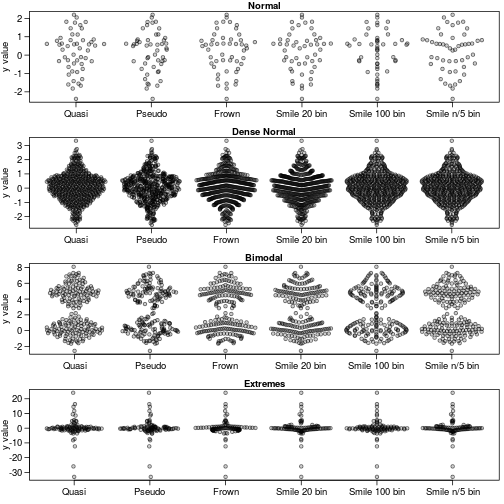 Normal
y value
2
1
0
-1
-2
Quasi Pseudo Frown Smile 20 bin Smile 100 bin Smile n/5 bin
Dense Normal
y value
3
2
1
0
-1
-2
Quasi Pseudo Frown Smile 20 bin Smile 100 bin Smile n/5 bin
Bimodal
y value
8
6
4
2
0
-2
Quasi Pseudo Frown Smile 20 bin Smile 100 bin Smile n/5 bin
Extremes
y value
20
10
0
-10
-20
-30
Quasi Pseudo Frown Smile 20 bin Smile 100 bin Smile n/5 bin